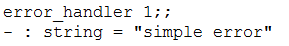 error_handler 1;;
- : string = "simple error"